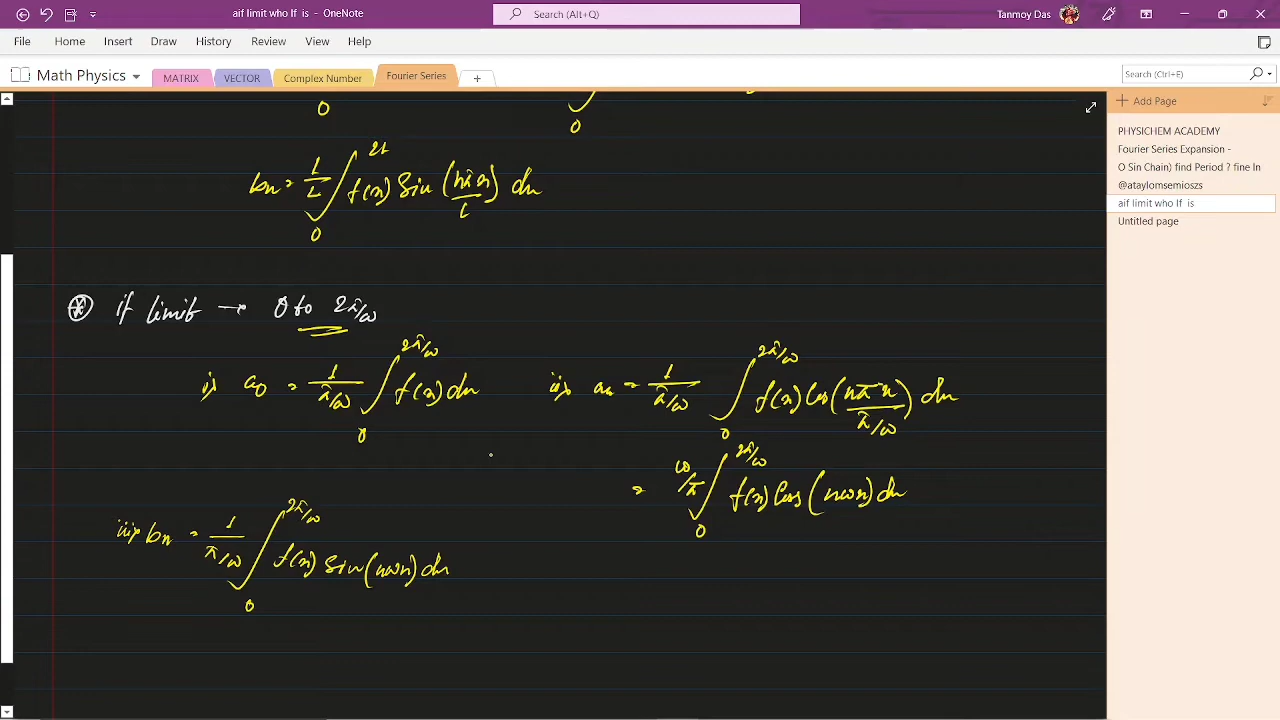 aif limit who If is - OneNote
Search (Alt+Q)
Tanmoy Das
File Home Insert Draw History Review View Help
Math Physics
MATRIX VECTOR Complex Number Fourier Series +
Search (Ctrl+E)
Add Page
PHYSICHEM ACADEMY
Fourier Series Expansion -
O Sin Chain) find Period ? fine In
@ataylomsemioszs
aif limit who If is
Untitled page
0 0
bn = 1/L ∫₀^2L f(x) Sin (nπx/L) dx
⊛ if limit → 0 to 2π/ω
i> a0 = 1/(π/ω) ∫₀^2π/ω f(x) dx
ii> an = 1/(π/ω) ∫₀^2π/ω f(x) Cos (nπx/(π/ω)) dx
= ω/π ∫₀^2π/ω f(x) Cos (nωx) dx
iii> bn = 1/(π/ω) ∫₀^2π/ω f(x) Sin (nωx) dx